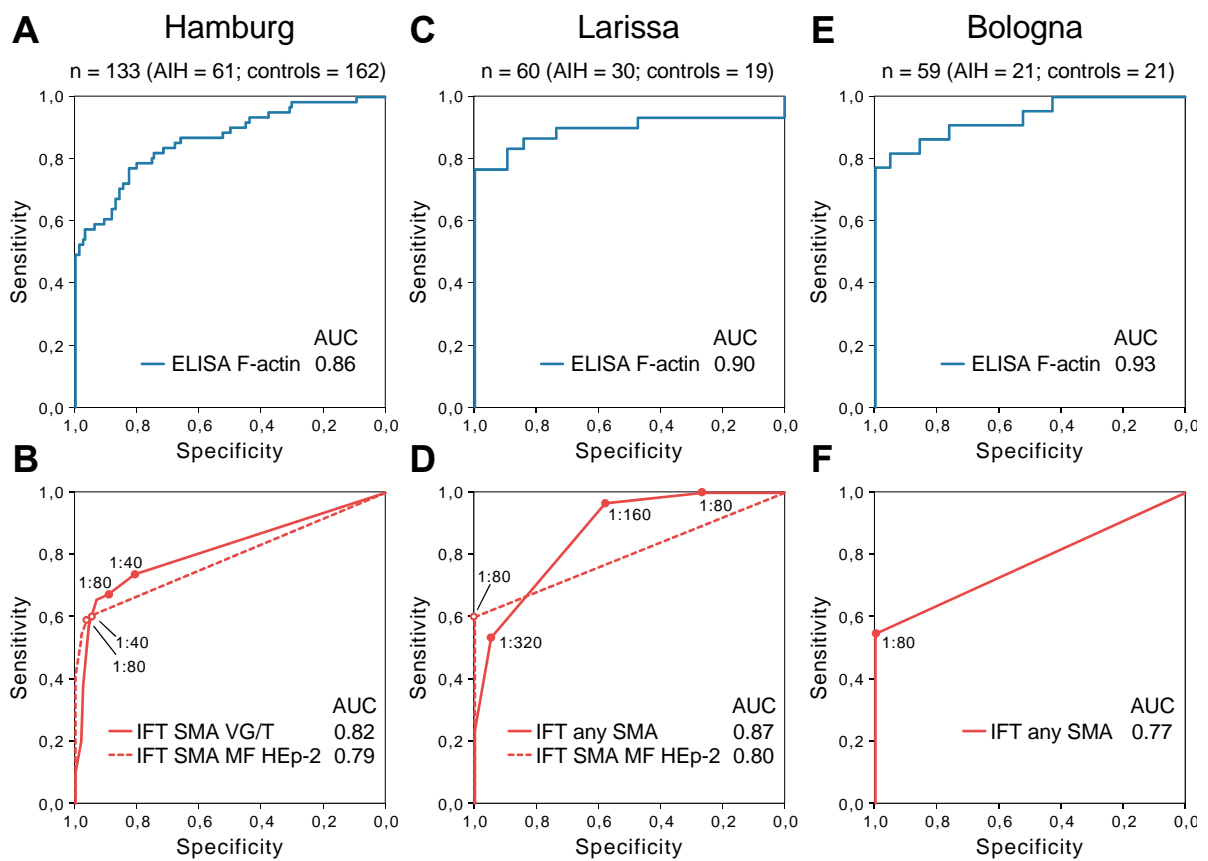 A
Hamburg
n = 133 (AIH = 61; controls = 162)
1,0
0,8
0,6
0,4
0,2
0,0
Sensitivity
AUC
ELISA F-actin 0.86
1,0 0,8 0,6 0,4 0,2 0,0
Specificity
C
Larissa
n = 60 (AIH = 30; controls = 19)
1,0
0,8
0,6
0,4
0,2
0,0
Sensitivity
AUC
ELISA F-actin 0.90
1,0 0,8 0,6 0,4 0,2 0,0
Specificity
E
Bologna
n = 59 (AIH = 21; controls = 21)
1,0
0,8
0,6
0,4
0,2
0,0
Sensitivity
AUC
ELISA F-actin 0.93
1,0 0,8 0,6 0,4 0,2 0,0
Specificity
B
1,0
0,8
0,6
0,4
0,2
0,0
Sensitivity
1:40
1:80
1:40
1:80
AUC
IFT SMA VG/T 0.82
IFT SMA MF HEp-2 0.79
1,0 0,8 0,6 0,4 0,2 0,0
Specificity
D
1,0
0,8
0,6
0,4
0,2
0,0
Sensitivity
1:80
1:160
1:80
1:320
AUC
IFT any SMA 0.87
IFT SMA MF HEp-2 0.80
1,0 0,8 0,6 0,4 0,2 0,0
Specificity
F
1,0
0,8
0,6
0,4
0,2
0,0
Sensitivity
1:80
AUC
IFT any SMA 0.77
1,0 0,8 0,6 0,4 0,2 0,0
Specificity